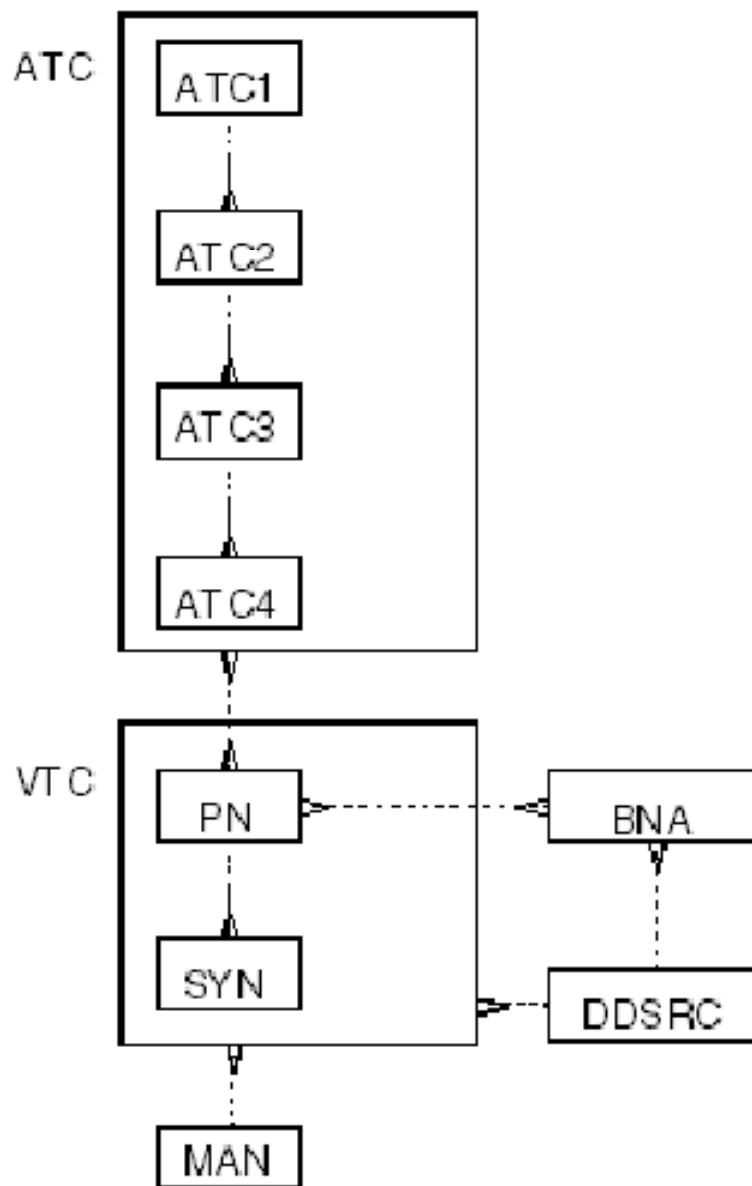 ATC
ATC1
ATC2
ATC3
ATC4
VTC
PN
BNA
SYN
DDSRC
MAN